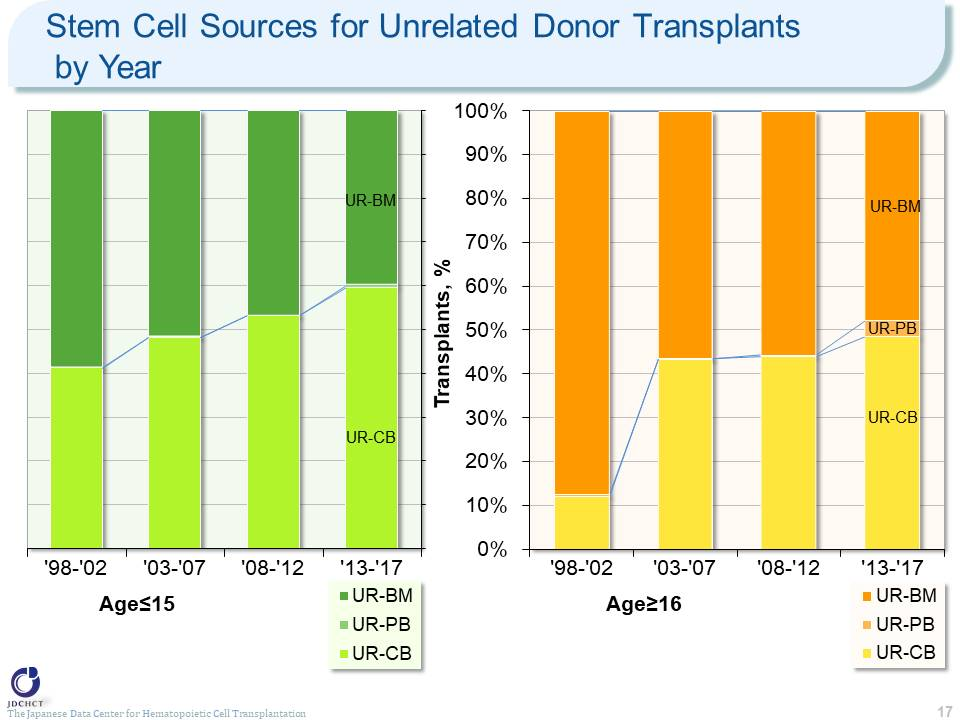 Stem Cell Sources for Unrelated Donor Transplants
by Year
UR-BM
UR-CB
'98-'02 '03-'07 '08-'12 '13-'17
Age≤15
UR-BM
UR-PB
UR-CB
Transplants, %
100%
90%
80%
70%
60%
50%
40%
30%
20%
10%
0%
UR-BM
UR-PB
UR-CB
'98-'02 '03-'07 '08-'12 '13-'17
Age≥16
UR-BM
UR-PB
UR-CB
JDCHCT
The Japanese Data Center for Hematopoietic Cell Transplantation
17